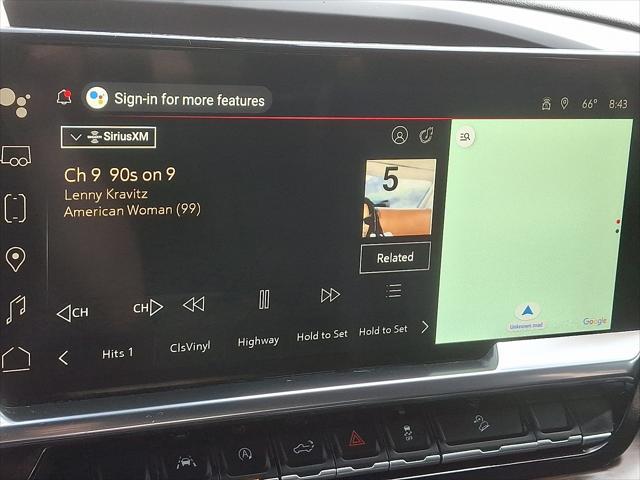 Sign-in for more features
66° 8:43
SiriusXM
Ch 9 90s on 9
Lenny Kravitz
American Woman (99)
5
Related
CH
CH
Hits 1
ClsVinyl
Highway
Hold to Set
Hold to Set
Unknown road
Google
A
OFF